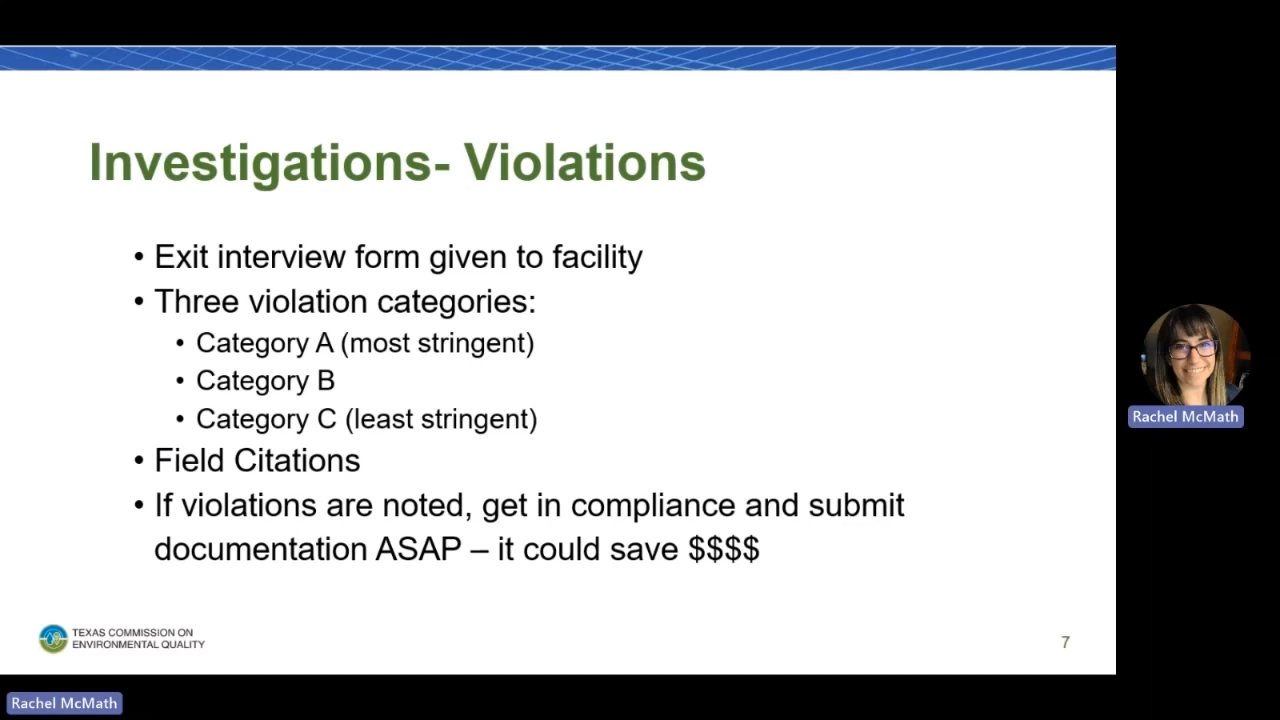 Investigations- Violations
• Exit interview form given to facility
• Three violation categories:
• Category A (most stringent)
• Category B
• Category C (least stringent)
• Field Citations
• If violations are noted, get in compliance and submit
documentation ASAP – it could save $$$$
TEXAS COMMISSION ON
ENVIRONMENTAL QUALITY
7
Rachel McMath
Rachel McMath